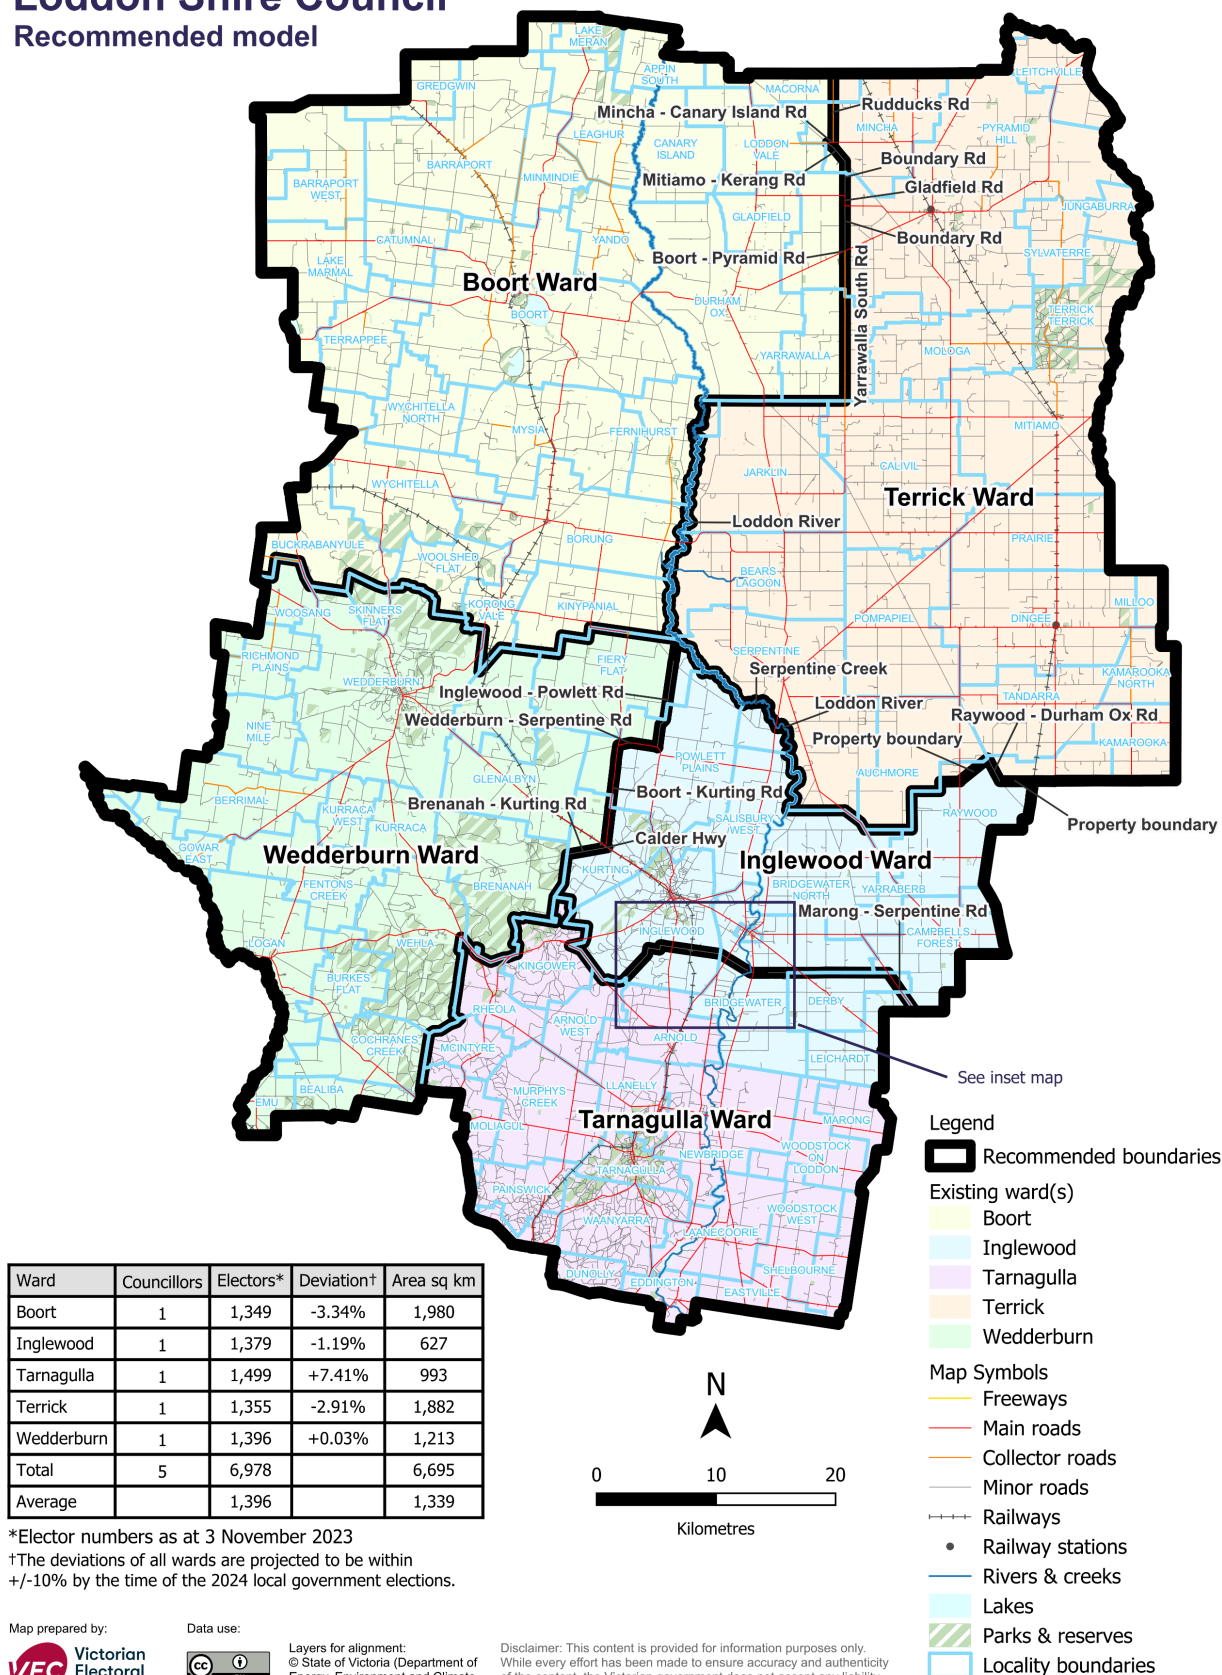 Loddon Shire Council
Recommended model
LAKE
MERAN
LEITCHVILLE
APPIN
SOUTH
GREDGWIN
MACORNA
Rudducks Rd
Mincha - Canary Island Rd
LEAGHUR
MINCHA
PYRAMID
HILL
CANARY
ISLAND
LODDON
VALE
BARRAPORT
Boundary Rd
MINMINDIE
Mitiamo - Kerang Rd
BARRAPORT
WEST
Gladfield Rd
JUNGABURRA
GLADFIELD
Boundary Rd
CATUMNAL
YANDO
SYLVATERRE
Boort - Pyramid Rd
LAKE
MARMAL
Boort Ward
Yarrawalla South Rd
DURHAM
OX
BOORT
TERRICK
TERRICK
TERRAPPEE
YARRAWALLA
MOLOGA
WYCHITELLA
NORTH
MYSIA
FERNIHURST
MITIAMO
JARKLIN
CALIVIL
WYCHITELLA
Terrick Ward
Loddon River
BORUNG
PRAIRIE
BUCKRABANYULE
WOOLSHED
FLAT
BEARS
LAGOON
WOOSANG
SKINNERS
FLAT
KORONG
VALE
KINYPANIAL
MILLOO
POMPAPIEL
DINGEE
SERPENTINE
RICHMOND
PLAINS
FIERY
FLAT
Serpentine Creek
KAMAROOKA
NORTH
WEDDERBURN
Inglewood - Powlett Rd
TANDARRA
Loddon River
Wedderburn - Serpentine Rd
Raywood - Durham Ox Rd
NINE
MILE
Property boundary
KAMAROOKA
POWLETT
PLAINS
AUCHMORE
GLENALBYN
Boort - Kurting Rd
BERRIMAL
Brenanah - Kurting Rd
KURRACA
WEST
KURRACA
SALISBURY
WEST
RAYWOOD
Property boundary
Calder Hwy
GOWAR
EAST
Wedderburn Ward
Inglewood Ward
KURTING
FENTONS
CREEK
BRENANAH
BRIDGEWATER
NORTH
YARRABERB
Marong - Serpentine Rd
INGLEWOOD
CAMPBELLS
FOREST
LOGAN
WEHLA
KINGOWER
BURKES
FLAT
RHEOLA
BRIDGEWATER
DERBY
ARNOLD
WEST
ARNOLD
COCHRANES
CREEK
MCINTYRE
LEICHARDT
See inset map
BEALIBA
LLANELLY
MURPHYS
CREEK
EMU
Tarnagulla Ward
MARONG
MOLIAGUL
WOODSTOCK
ON
LODDON
NEWBRIDGE
TARNAGULLA
PAINSWICK
WOODSTOCK
WEST
WAANYARRA
LAANECOORIE
SHELBOURNE
DUNOLLY
EDDINGTON
EASTVILLE
Legend
Recommended boundaries
Existing ward(s)
Boort
Inglewood
Tarnagulla
Terrick
Wedderburn
Map Symbols
Freeways
Main roads
Collector roads
Minor roads
Railways
Railway stations
Rivers & creeks
Lakes
Parks & reserves
Locality boundaries
Ward Councillors Electors* Deviation† Area sq km
Boort 1 1,349 -3.34% 1,980
Inglewood 1 1,379 -1.19% 627
Tarnagulla 1 1,499 +7.41% 993
Terrick 1 1,355 -2.91% 1,882
Wedderburn 1 1,396 +0.03% 1,213
Total 5 6,978 6,695
Average 1,396 1,339
*Elector numbers as at 3 November 2023
†The deviations of all wards are projected to be within
+/-10% by the time of the 2024 local government elections.
N
0 10 20
Kilometres
Map prepared by:
VEC
Victorian
Electoral
Data use:
cc
Layers for alignment:
© State of Victoria (Department of
Energy, Environment and Climate
Disclaimer: This content is provided for information purposes only.
While every effort has been made to ensure accuracy and authenticity
of the content, the Victorian government does not accept any liability